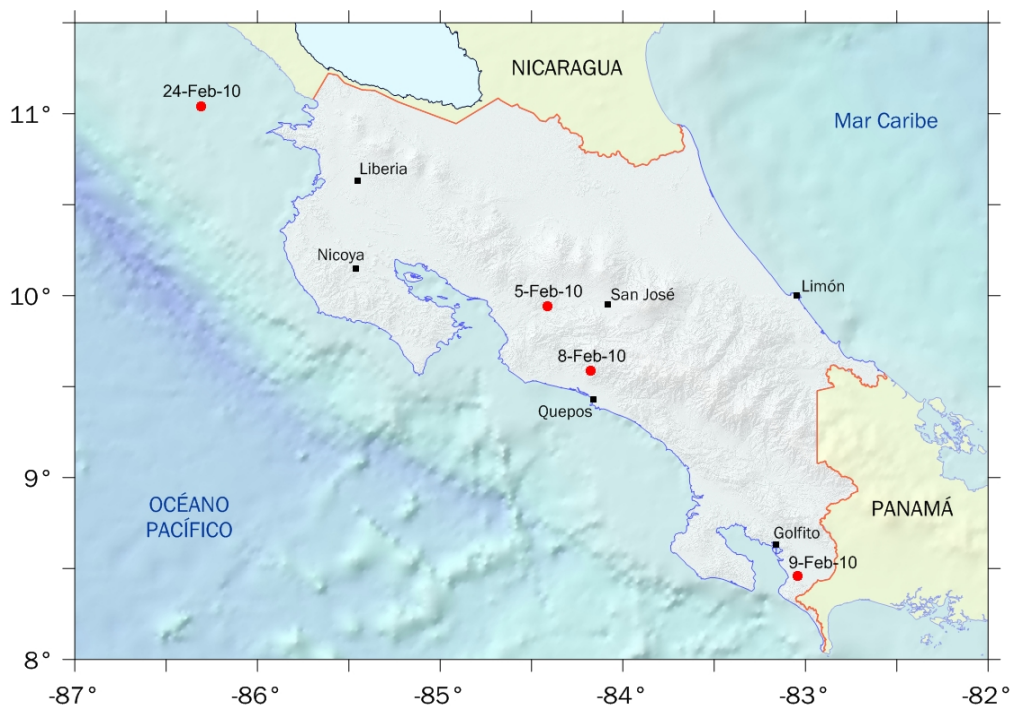 NICARAGUA
24-Feb-10
11°
Mar Caribe
Liberia
Nicoya
Limón
5-Feb-10
San José
10°
8-Feb-10
Quepos
9°
OCÉANO
PACÍFICO
PANAMÁ
Golfito
9-Feb-10
8°
-87° -86° -85° -84° -83° -82°